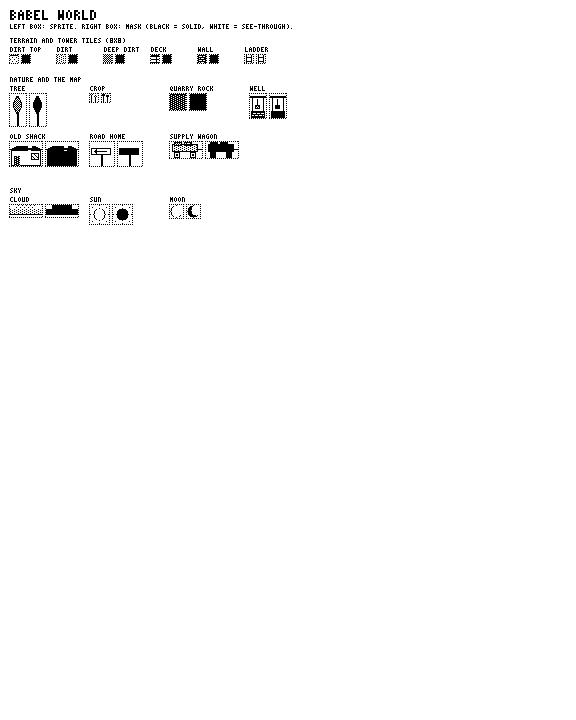 BABEL WORLD
LEFT BOX: SPRITE. RIGHT BOX: MASK (BLACK = SOLID, WHITE = SEE-THROUGH).
TERRAIN AND TOWER TILES (8X8)
DIRT TOP DIRT DEEP DIRT DECK WALL LADDER
NATURE AND THE MAP
TREE CROP QUARRY ROCK WELL
OLD SHACK ROAD HOME SUPPLY WAGON
SKY
CLOUD SUN MOON